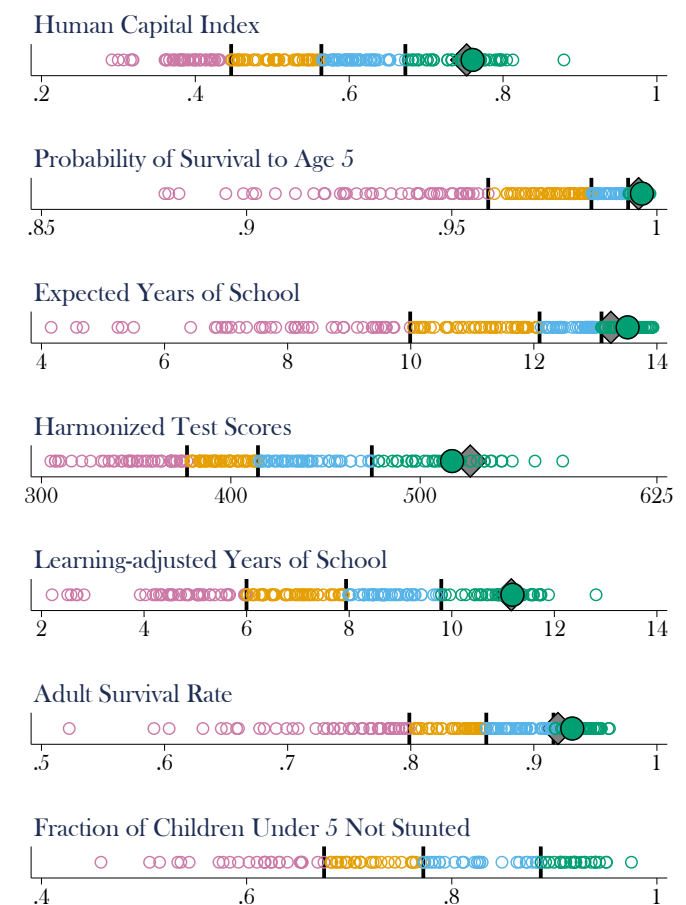 Human Capital Index
.2 .4 .6 .8 1
Probability of Survival to Age 5
.85 .9 .95 1
Expected Years of School
4 6 8 10 12 14
Harmonized Test Scores
300 400 500 625
Learning-adjusted Years of School
2 4 6 8 10 12 14
Adult Survival Rate
.5 .6 .7 .8 .9 1
Fraction of Children Under 5 Not Stunted
.4 .6 .8 1